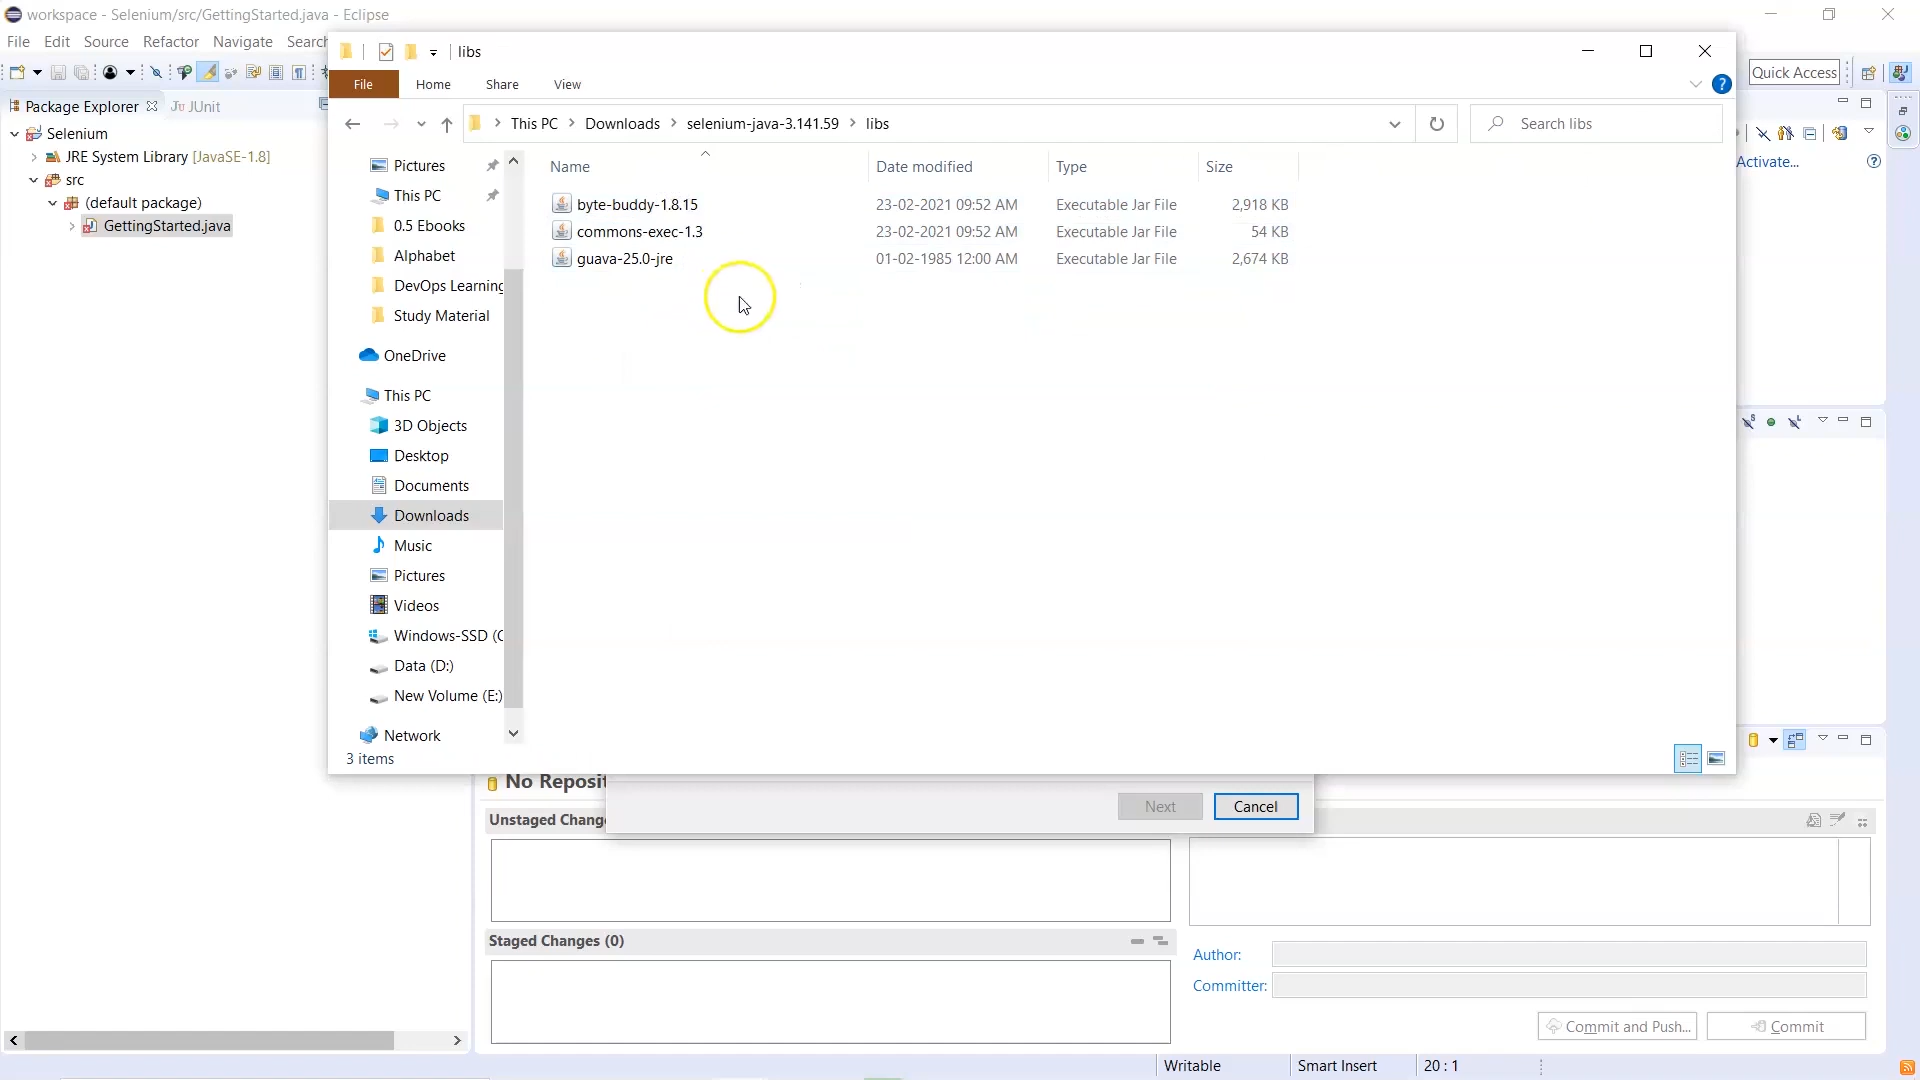 workspace - Selenium/src/GettingStarted.java - Eclipse
File Edit Source Refactor Navigate Search
libs
File Home Share View
Quick Access
Package Explorer JUnit
This PC Downloads selenium-java-3.141.59 libs
Search libs
Selenium
JRE System Library [JavaSE-1.8]
src
(default package)
GettingStarted.java
Activate...
Name Date modified Type Size
byte-buddy-1.8.15 23-02-2021 09:52 AM Executable Jar File 2,918 KB
commons-exec-1.3 23-02-2021 09:52 AM Executable Jar File 54 KB
guava-25.0-jre 01-02-1985 12:00 AM Executable Jar File 2,674 KB
Pictures
This PC
0.5 Ebooks
Alphabet
DevOps Learning
Study Material
OneDrive
This PC
3D Objects
Desktop
Documents
Downloads
Music
Pictures
Videos
Windows-SSD (C
Data (D:)
New Volume (E:)
Network
3 items
No Reposit
Next Cancel
Unstaged Change
Staged Changes (0)
Author:
Committer:
Commit and Push...
Commit
Writable Smart Insert 20 : 1